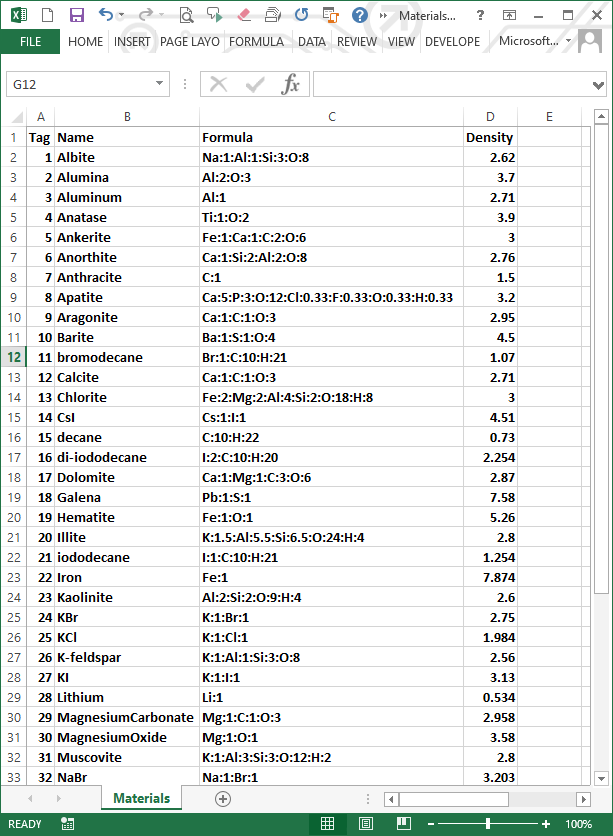 Materials... ?
FILE HOME INSERT PAGE LAYO FORMULA DATA REVIEW VIEW DEVELOPE Microsoft...
G12 fx
A B C D E
1 Tag Name Formula Density
2 1 Albite Na:1:Al:1:Si:3:O:8 2.62
3 2 Alumina Al:2:O:3 3.7
4 3 Aluminum Al:1 2.71
5 4 Anatase Ti:1:O:2 3.9
6 5 Ankerite Fe:1:Ca:1:C:2:O:6 3
7 6 Anorthite Ca:1:Si:2:Al:2:O:8 2.76
8 7 Anthracite C:1 1.5
9 8 Apatite Ca:5:P:3:O:12:Cl:0.33:F:0.33:O:0.33:H:0.33 3.2
10 9 Aragonite Ca:1:C:1:O:3 2.95
11 10 Barite Ba:1:S:1:O:4 4.5
12 11 bromodecane Br:1:C:10:H:21 1.07
13 12 Calcite Ca:1:C:1:O:3 2.71
14 13 Chlorite Fe:2:Mg:2:Al:4:Si:2:O:18:H:8 3
15 14 CsI Cs:1:I:1 4.51
16 15 decane C:10:H:22 0.73
17 16 di-iododecane I:2:C:10:H:20 2.254
18 17 Dolomite Ca:1:Mg:1:C:3:O:6 2.87
19 18 Galena Pb:1:S:1 7.58
20 19 Hematite Fe:1:O:1 5.26
21 20 Illite K:1.5:Al:5.5:Si:6.5:O:24:H:4 2.8
22 21 iododecane I:1:C:10:H:21 1.254
23 22 Iron Fe:1 7.874
24 23 Kaolinite Al:2:Si:2:O:9:H:4 2.6
25 24 KBr K:1:Br:1 2.75
26 25 KCl K:1:Cl:1 1.984
27 26 K-feldspar K:1:Al:1:Si:3:O:8 2.56
28 27 KI K:1:I:1 3.13
29 28 Lithium Li:1 0.534
30 29 MagnesiumCarbonate Mg:1:C:1:O:3 2.958
31 30 MagnesiumOxide Mg:1:O:1 3.58
32 31 Muscovite K:1:Al:3:Si:3:O:12:H:2 2.8
33 32 NaBr Na:1:Br:1 3.203
Materials
READY 100%